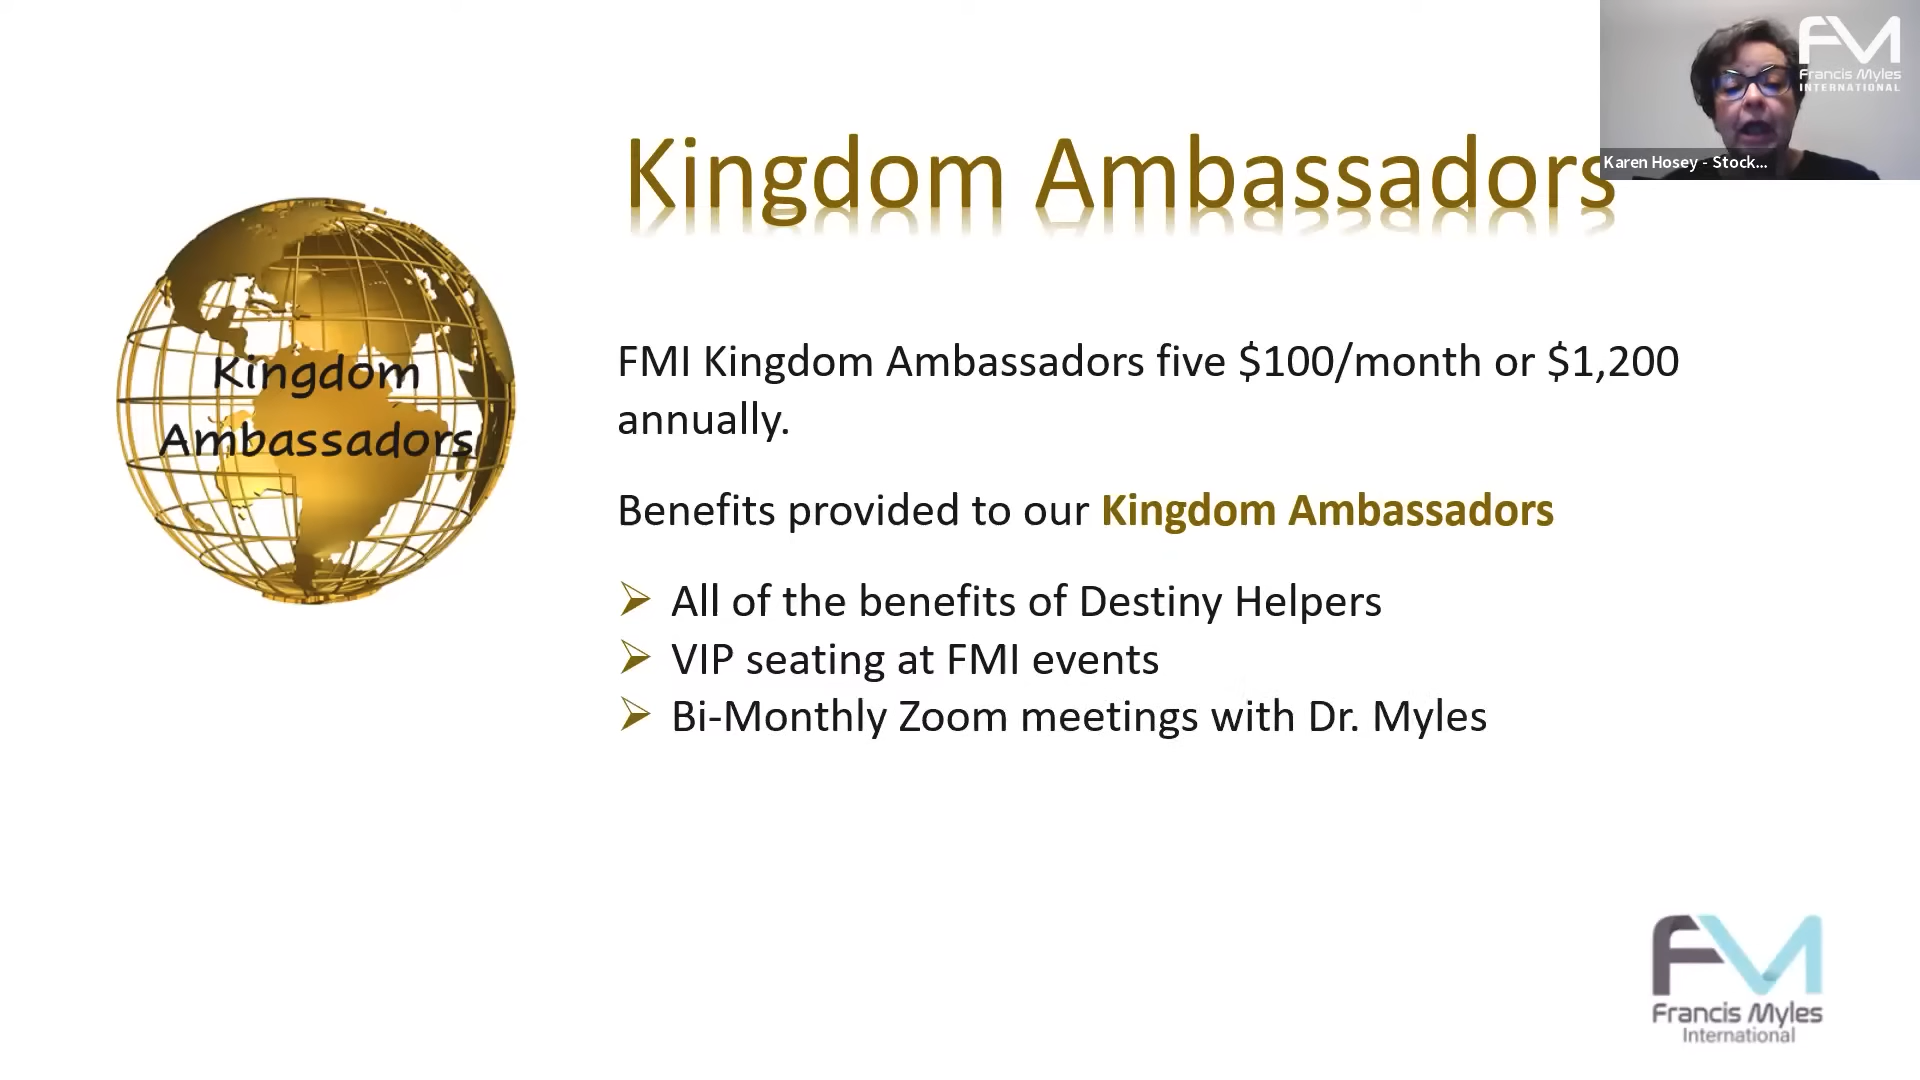 FM
Francis Myles
INTERNATIONAL
Karen Hosey - Stock...
Kingdom Ambassadors
Kingdom
Ambassadors
FMI Kingdom Ambassadors five $100/month or $1,200
annually.
Benefits provided to our Kingdom Ambassadors
All of the benefits of Destiny Helpers
VIP seating at FMI events
Bi-Monthly Zoom meetings with Dr. Myles
FM
Francis Myles
International